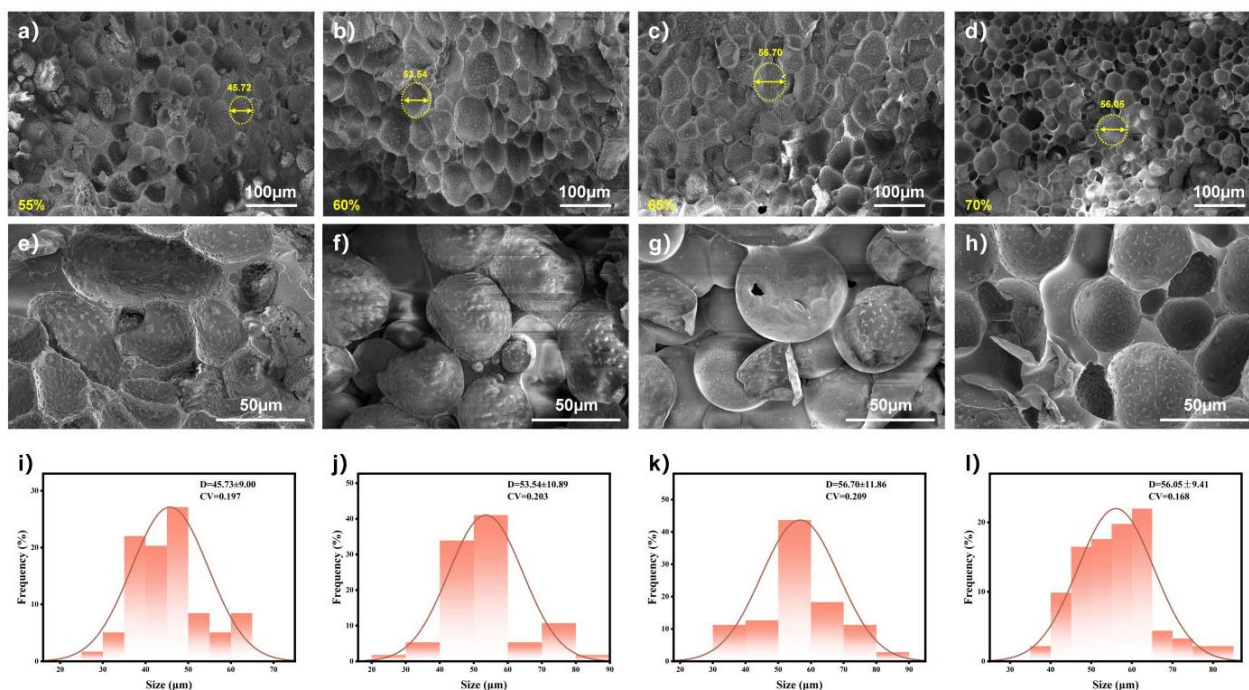 a)
45.72
55%
100μm
b)
53.54
60%
100μm
c)
56.70
65%
100μm
d)
56.05
70%
100μm
e)
50μm
f)
50μm
g)
50μm
h)
50μm
i)
D=45.73±9.00
CV=0.197
Frequency (%)
30
20
10
0
20 30 40 50 60 70
Size (μm)
j)
D=53.54±10.89
CV=0.203
Frequency (%)
50
40
30
20
10
0
20 30 40 50 60 70 80 90
Size (μm)
k)
D=56.70±11.86
CV=0.209
Frequency (%)
60
50
40
30
20
10
0
20 30 40 50 60 70 80 90
Size (μm)
l)
D=56.05±9.41
CV=0.168
Frequency (%)
20
10
0
30 40 50 60 70 80
Size (μm)